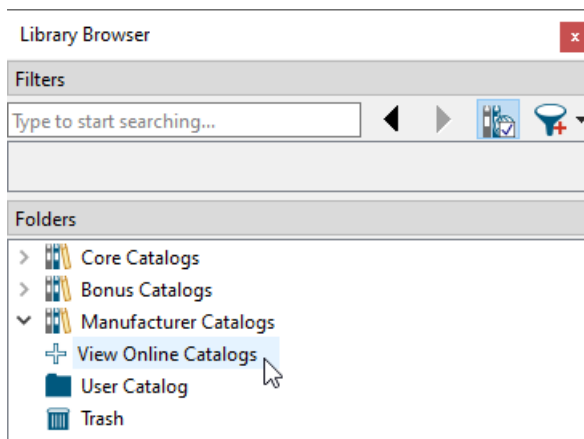 Library Browser
x
Filters
Type to start searching...
Folders
Core Catalogs
Bonus Catalogs
Manufacturer Catalogs
View Online Catalogs
User Catalog
Trash